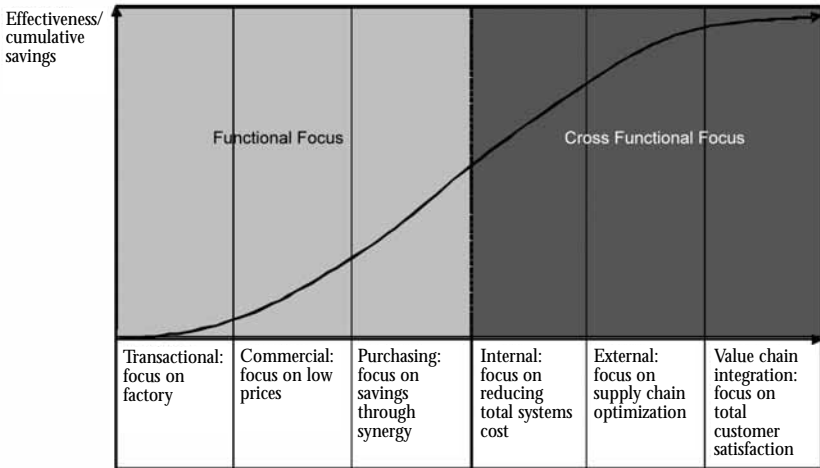 Effectiveness/
cumulative
savings
Functional Focus
Cross Functional Focus
Transactional:
focus on
factory
Commercial:
focus on low
prices
Purchasing:
focus on
savings
through
synergy
Internal:
focus on
reducing
total systems
cost
External:
focus on
supply chain
optimization
Value chain
integration:
focus on
total
customer
satisfaction